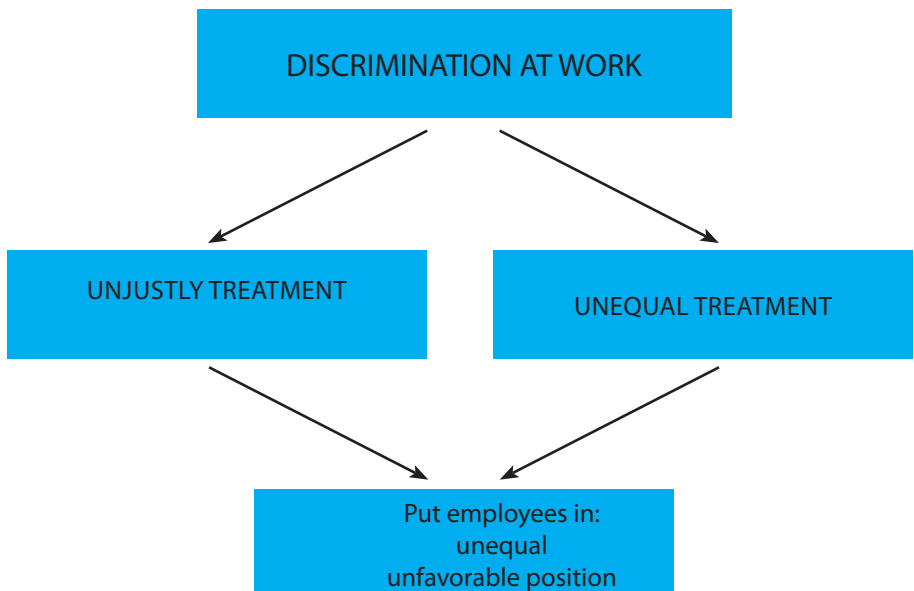 DISCRIMINATION AT WORK
UNJUSTLY TREATMENT
UNEQUAL TREATMENT
Put employees in:
unequal
unfavorable position